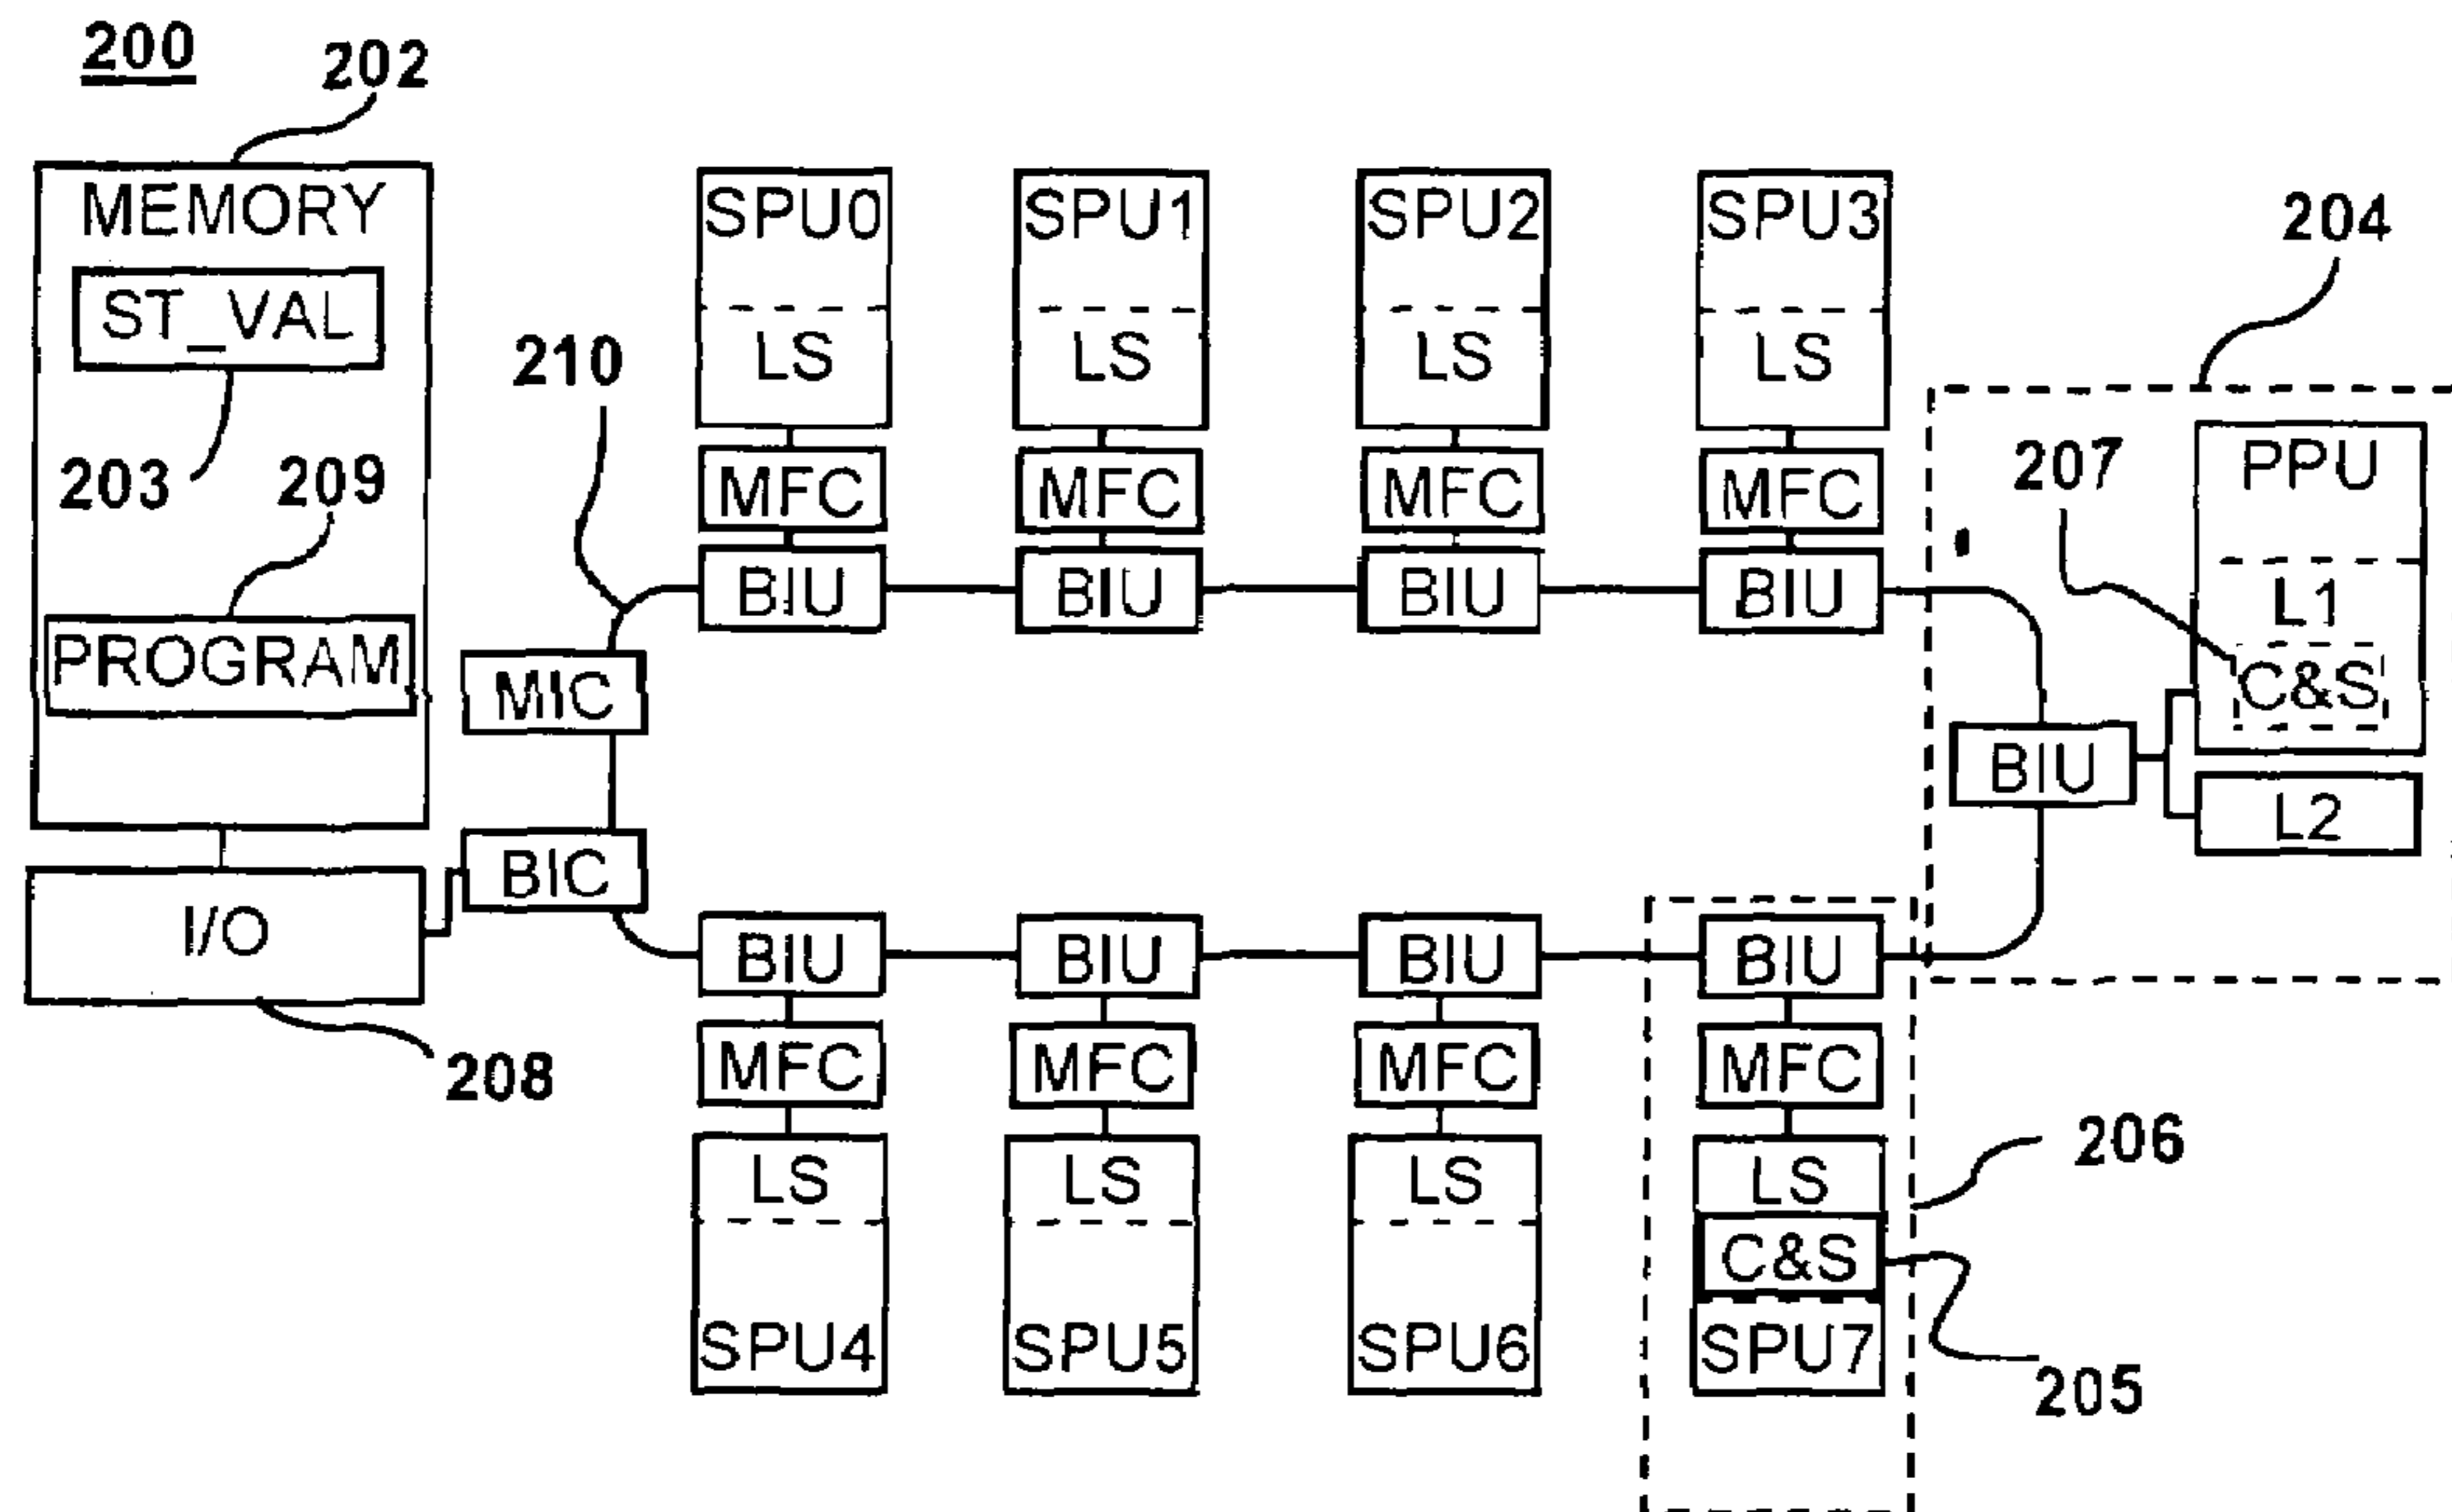 200
202
MEMORY
ST_VAL
203
209
PROGRAM
I/O
208
210
MIC
BIC
SPU0
LS
MFC
BIU
SPU1
LS
MFC
BIU
SPU2
LS
MFC
BIU
SPU3
LS
MFC
BIU
204
207
PPU
L1
C&S
BIU
L2
BIU
MFC
LS
SPU4
BIU
MFC
LS
SPU5
BIU
MFC
LS
SPU6
BIU
MFC
LS
C&S
SPU7
206
205